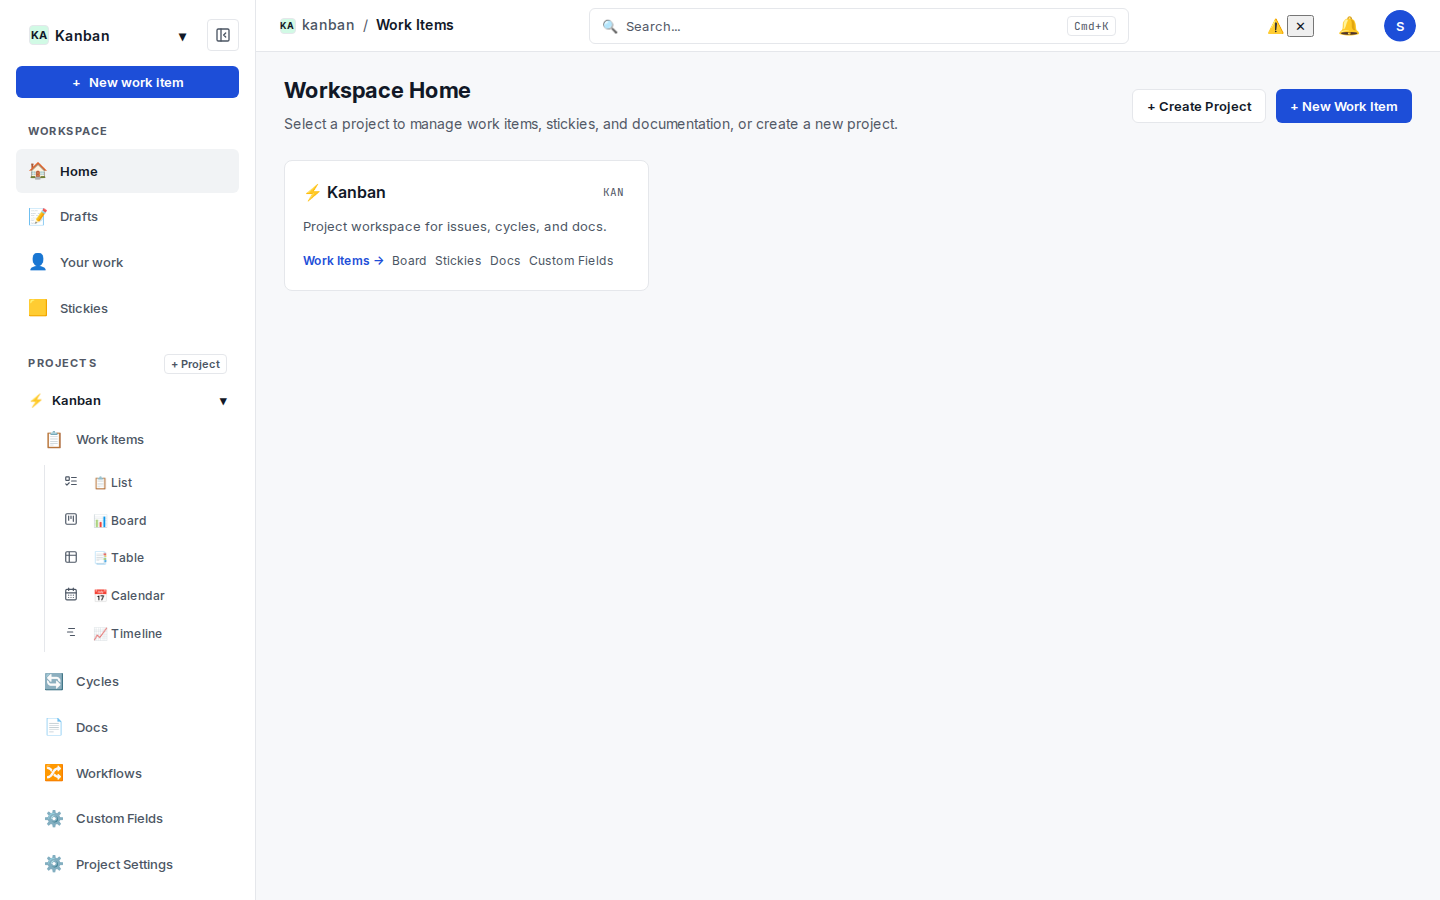 KA Kanban ▾
+ New work item
WORKSPACE
Home
Drafts
Your work
Stickies
PROJECTS
+ Project
Kanban ▾
Work Items
List
Board
Table
Calendar
Timeline
Cycles
Docs
Workflows
Custom Fields
Project Settings
KA kanban / Work Items
Search...
Cmd+K
✕
S
Workspace Home
Select a project to manage work items, stickies, and documentation, or create a new project.
+ Create Project
+ New Work Item
Kanban
KAN
Project workspace for issues, cycles, and docs.
Work Items → Board Stickies Docs Custom Fields